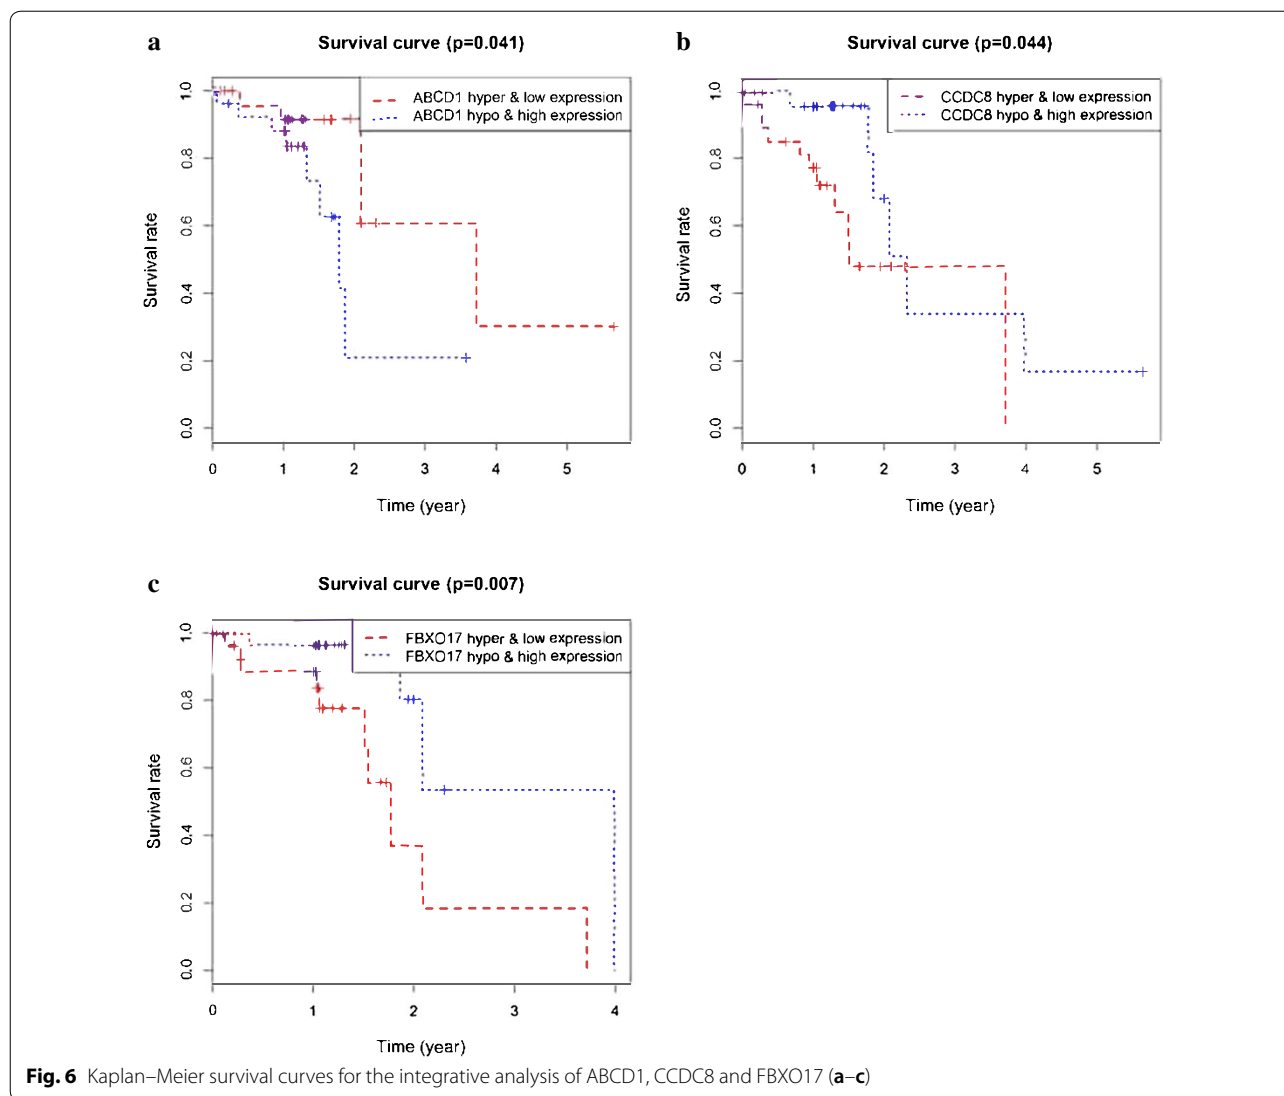 a
Survival curve (p=0.041)
ABCD1 hyper & low expression
ABCD1 hypo & high expression
Survival rate
1.0
0.8
0.6
0.4
0.2
0.0
0 1 2 3 4 5
Time (year)
b
Survival curve (p=0.044)
CCDC8 hyper & low expression
CCDC8 hypo & high expression
Survival rate
1.0
0.8
0.6
0.4
0.2
0.0
0 1 2 3 4 5
Time (year)
c
Survival curve (p=0.007)
FBXO17 hyper & low expression
FBXO17 hypo & high expression
Survival rate
1.0
0.8
0.6
0.4
0.2
0.0
0 1 2 3 4
Time (year)
Fig. 6 Kaplan–Meier survival curves for the integrative analysis of ABCD1, CCDC8 and FBXO17 (a–c)